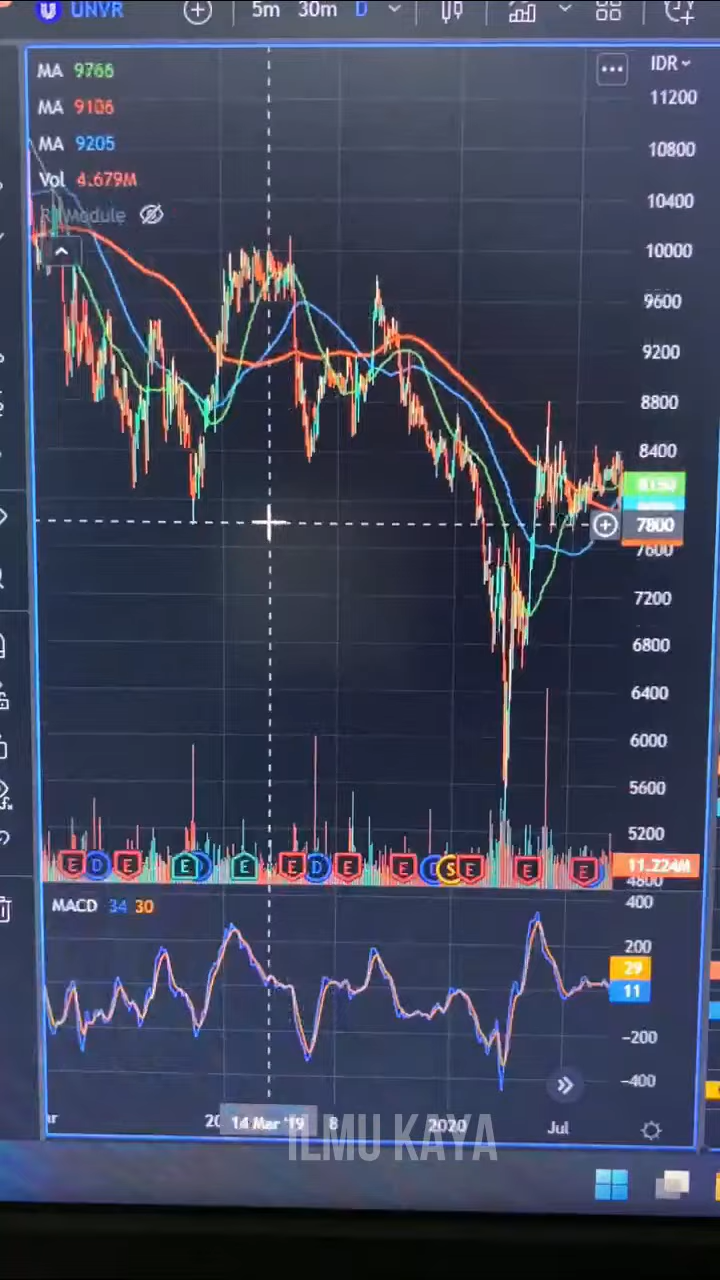 UNVR
5m 30m D
MA 9766
MA 9106
MA 9205
Vol 4.679M
Module
IDR
11200
10800
10400
10000
9600
9200
8800
8400
7800
7600
7200
6800
6400
6000
5600
5200
11.224M
4800
E D E E E E D E E S E E E
MACD 34 30
400
200
29
11
-200
-400
14 Mar '19
2020
Jul
ILMU KAYA